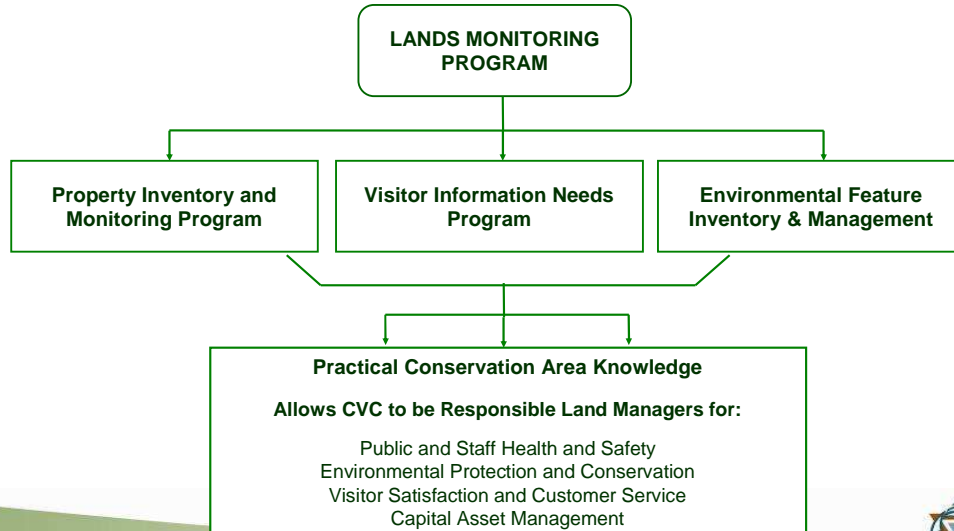 LANDS MONITORING
PROGRAM
Property Inventory and
Monitoring Program
Visitor Information Needs
Program
Environmental Feature
Inventory & Management
Practical Conservation Area Knowledge
Allows CVC to be Responsible Land Managers for:
Public and Staff Health and Safety
Environmental Protection and Conservation
Visitor Satisfaction and Customer Service
Capital Asset Management